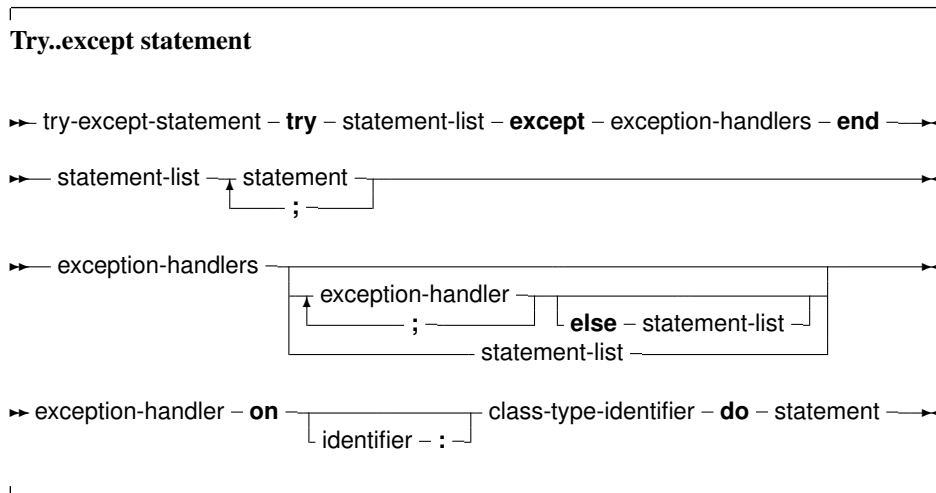 Try..except statement
try-except-statement – try – statement-list – except – exception-handlers – end
statement-list statement
;
exception-handlers
exception-handler
; else – statement-list
statement-list
exception-handler – on class-type-identifier – do – statement
identifier – :